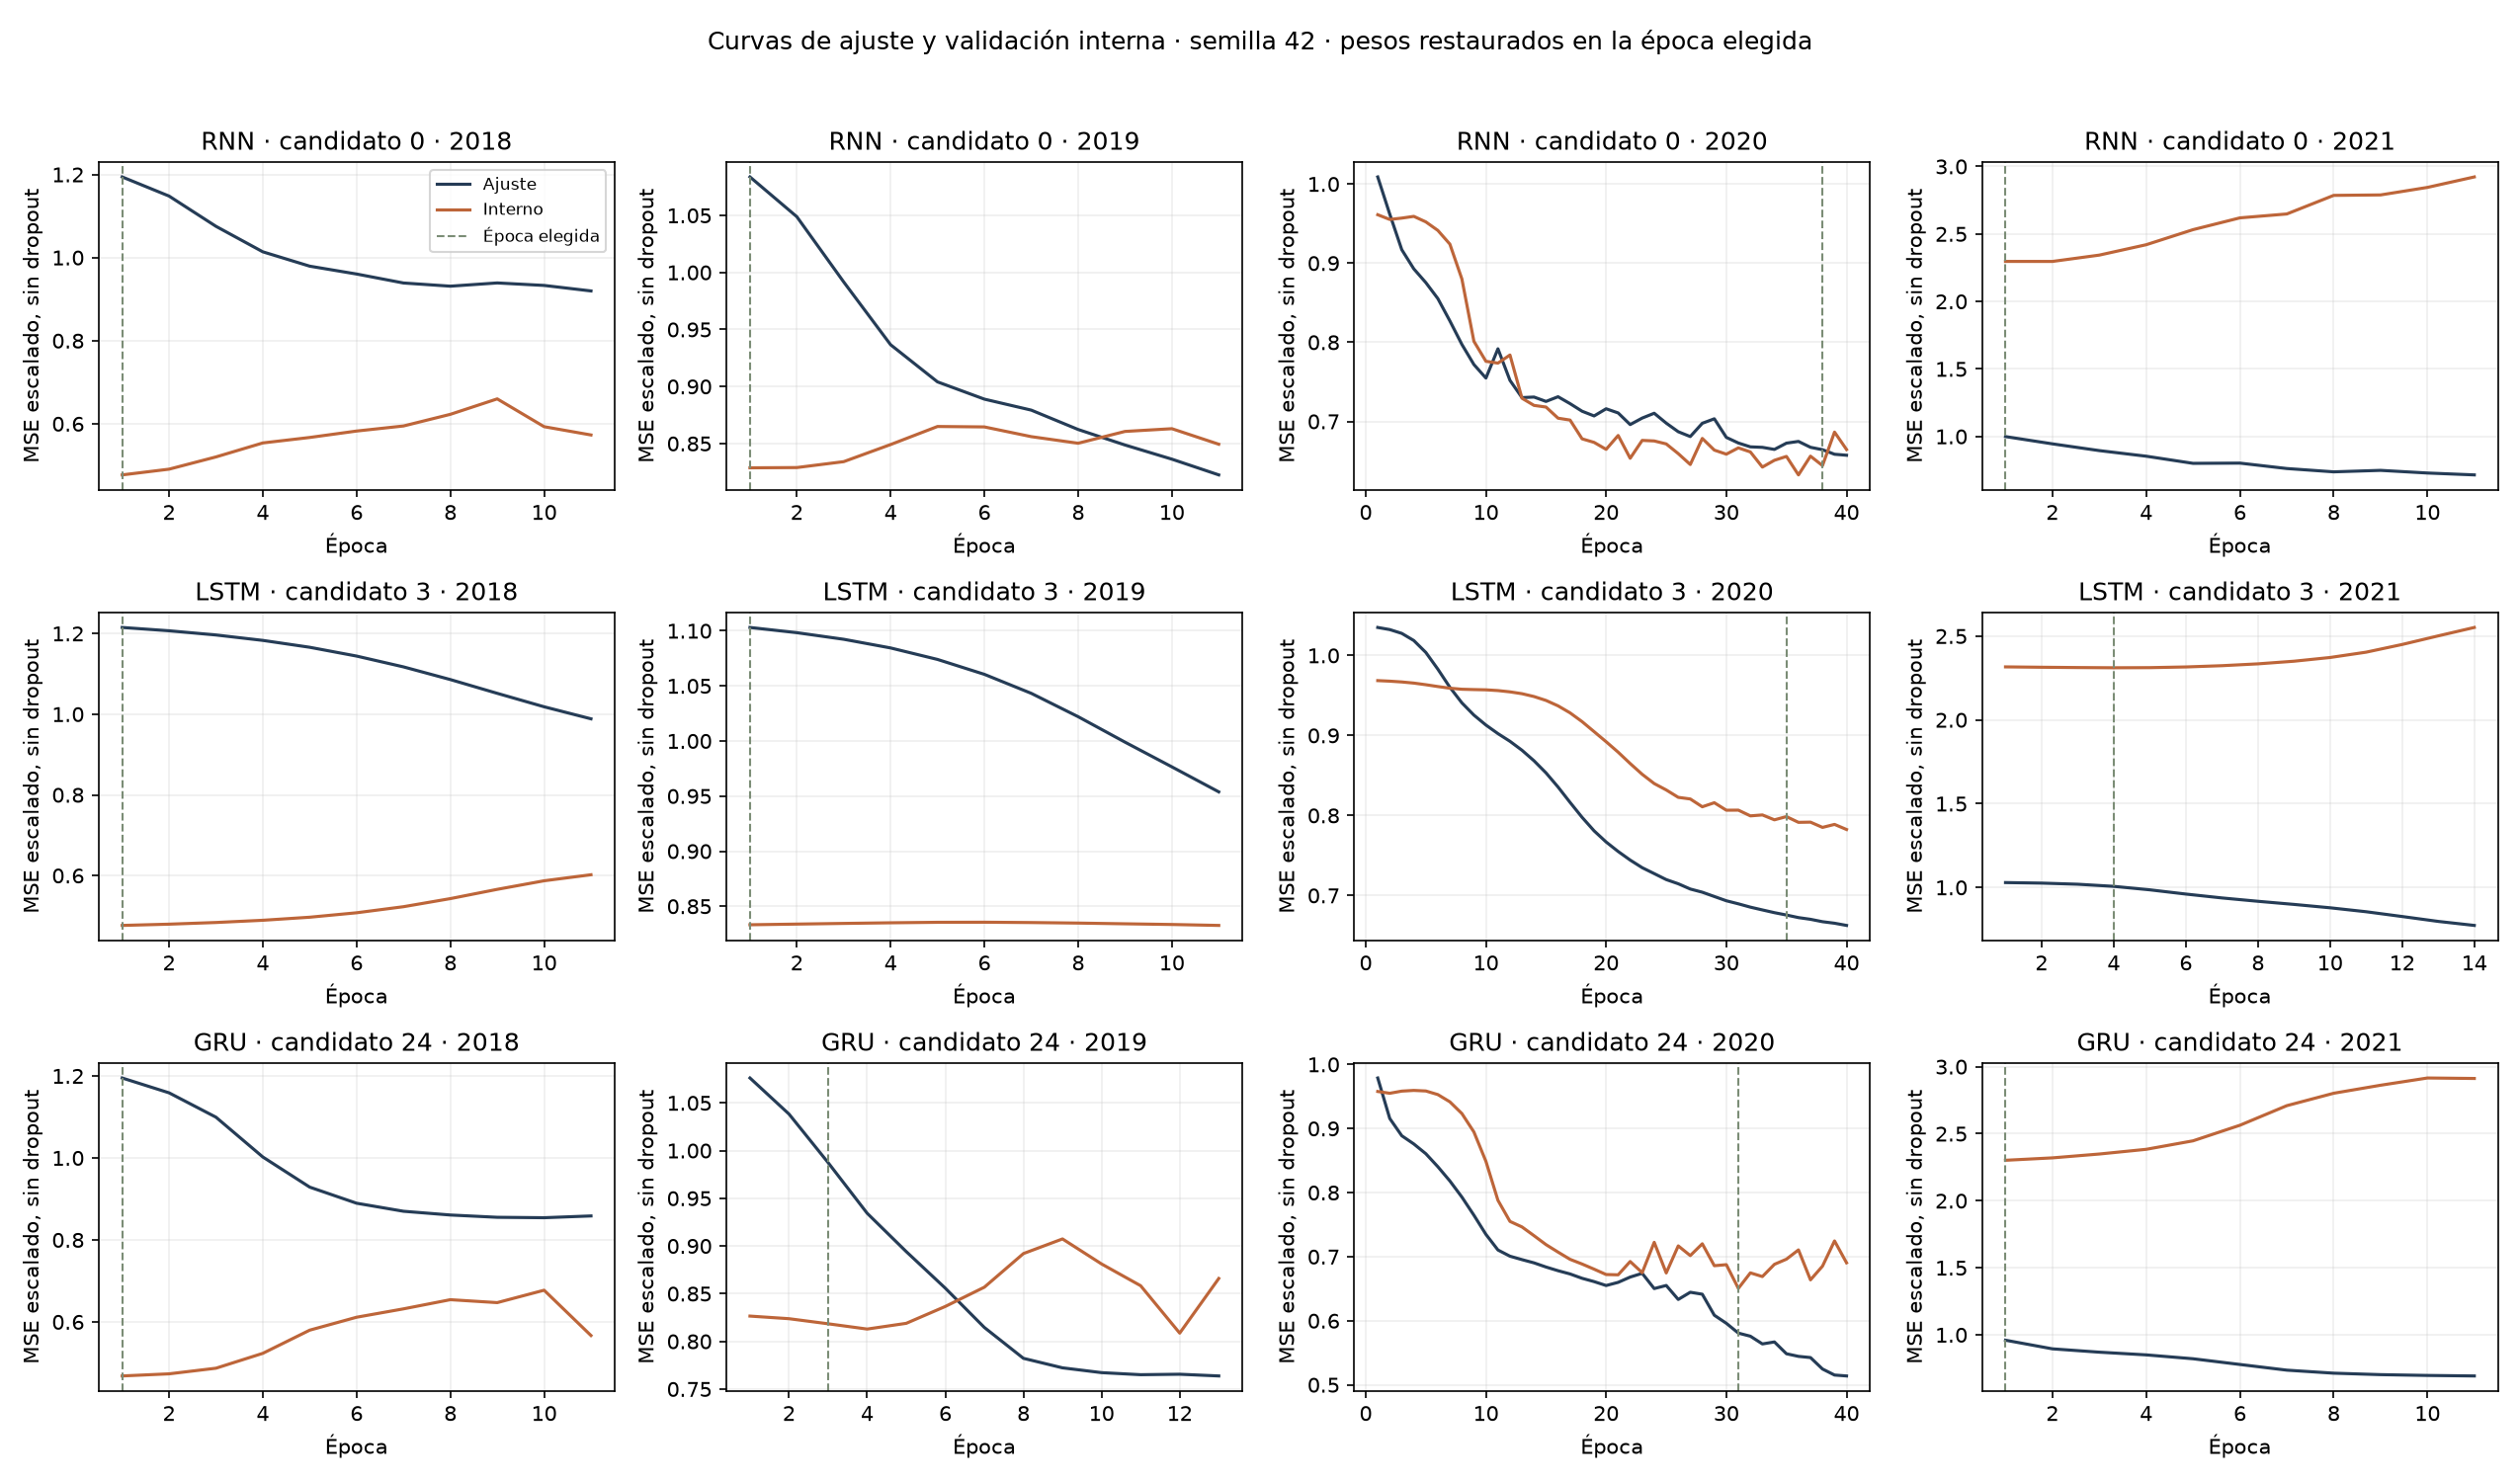 Curvas de ajuste y validación interna · semilla 42 · pesos restaurados en la época elegida
RNN · candidato 0 · 2018
MSE escalado, sin dropout
1.2
1.0
0.8
0.6
Ajuste
Interno
Época elegida
2 4 6 8 10
Época
RNN · candidato 0 · 2019
MSE escalado, sin dropout
1.05
1.00
0.95
0.90
0.85
2 4 6 8 10
Época
RNN · candidato 0 · 2020
MSE escalado, sin dropout
1.0
0.9
0.8
0.7
0 10 20 30 40
Época
RNN · candidato 0 · 2021
MSE escalado, sin dropout
3.0
2.5
2.0
1.5
1.0
2 4 6 8 10
Época
LSTM · candidato 3 · 2018
MSE escalado, sin dropout
1.2
1.0
0.8
0.6
2 4 6 8 10
Época
LSTM · candidato 3 · 2019
MSE escalado, sin dropout
1.10
1.05
1.00
0.95
0.90
0.85
2 4 6 8 10
Época
LSTM · candidato 3 · 2020
MSE escalado, sin dropout
1.0
0.9
0.8
0.7
0 10 20 30 40
Época
LSTM · candidato 3 · 2021
MSE escalado, sin dropout
2.5
2.0
1.5
1.0
2 4 6 8 10 12 14
Época
GRU · candidato 24 · 2018
MSE escalado, sin dropout
1.2
1.0
0.8
0.6
2 4 6 8 10
Época
GRU · candidato 24 · 2019
MSE escalado, sin dropout
1.05
1.00
0.95
0.90
0.85
0.80
0.75
2 4 6 8 10 12
Época
GRU · candidato 24 · 2020
MSE escalado, sin dropout
1.0
0.9
0.8
0.7
0.6
0.5
0 10 20 30 40
Época
GRU · candidato 24 · 2021
MSE escalado, sin dropout
3.0
2.5
2.0
1.5
1.0
2 4 6 8 10
Época